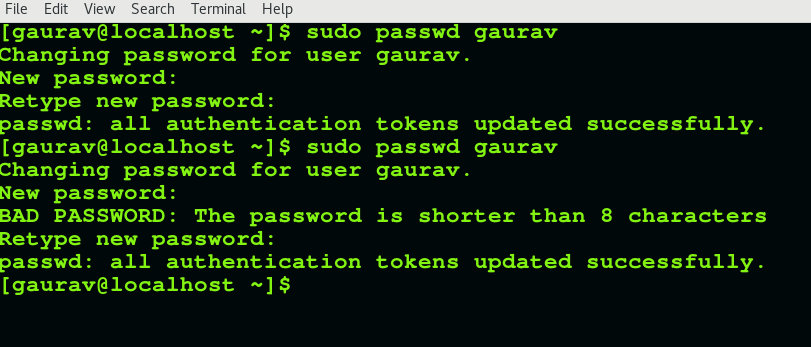 File Edit View Search Terminal Help
[gaurav@localhost ~]$ sudo passwd gaurav
Changing password for user gaurav.
New password:
Retype new password:
passwd: all authentication tokens updated successfully.
[gaurav@localhost ~]$ sudo passwd gaurav
Changing password for user gaurav.
New password:
BAD PASSWORD: The password is shorter than 8 characters
Retype new password:
passwd: all authentication tokens updated successfully.
[gaurav@localhost ~]$